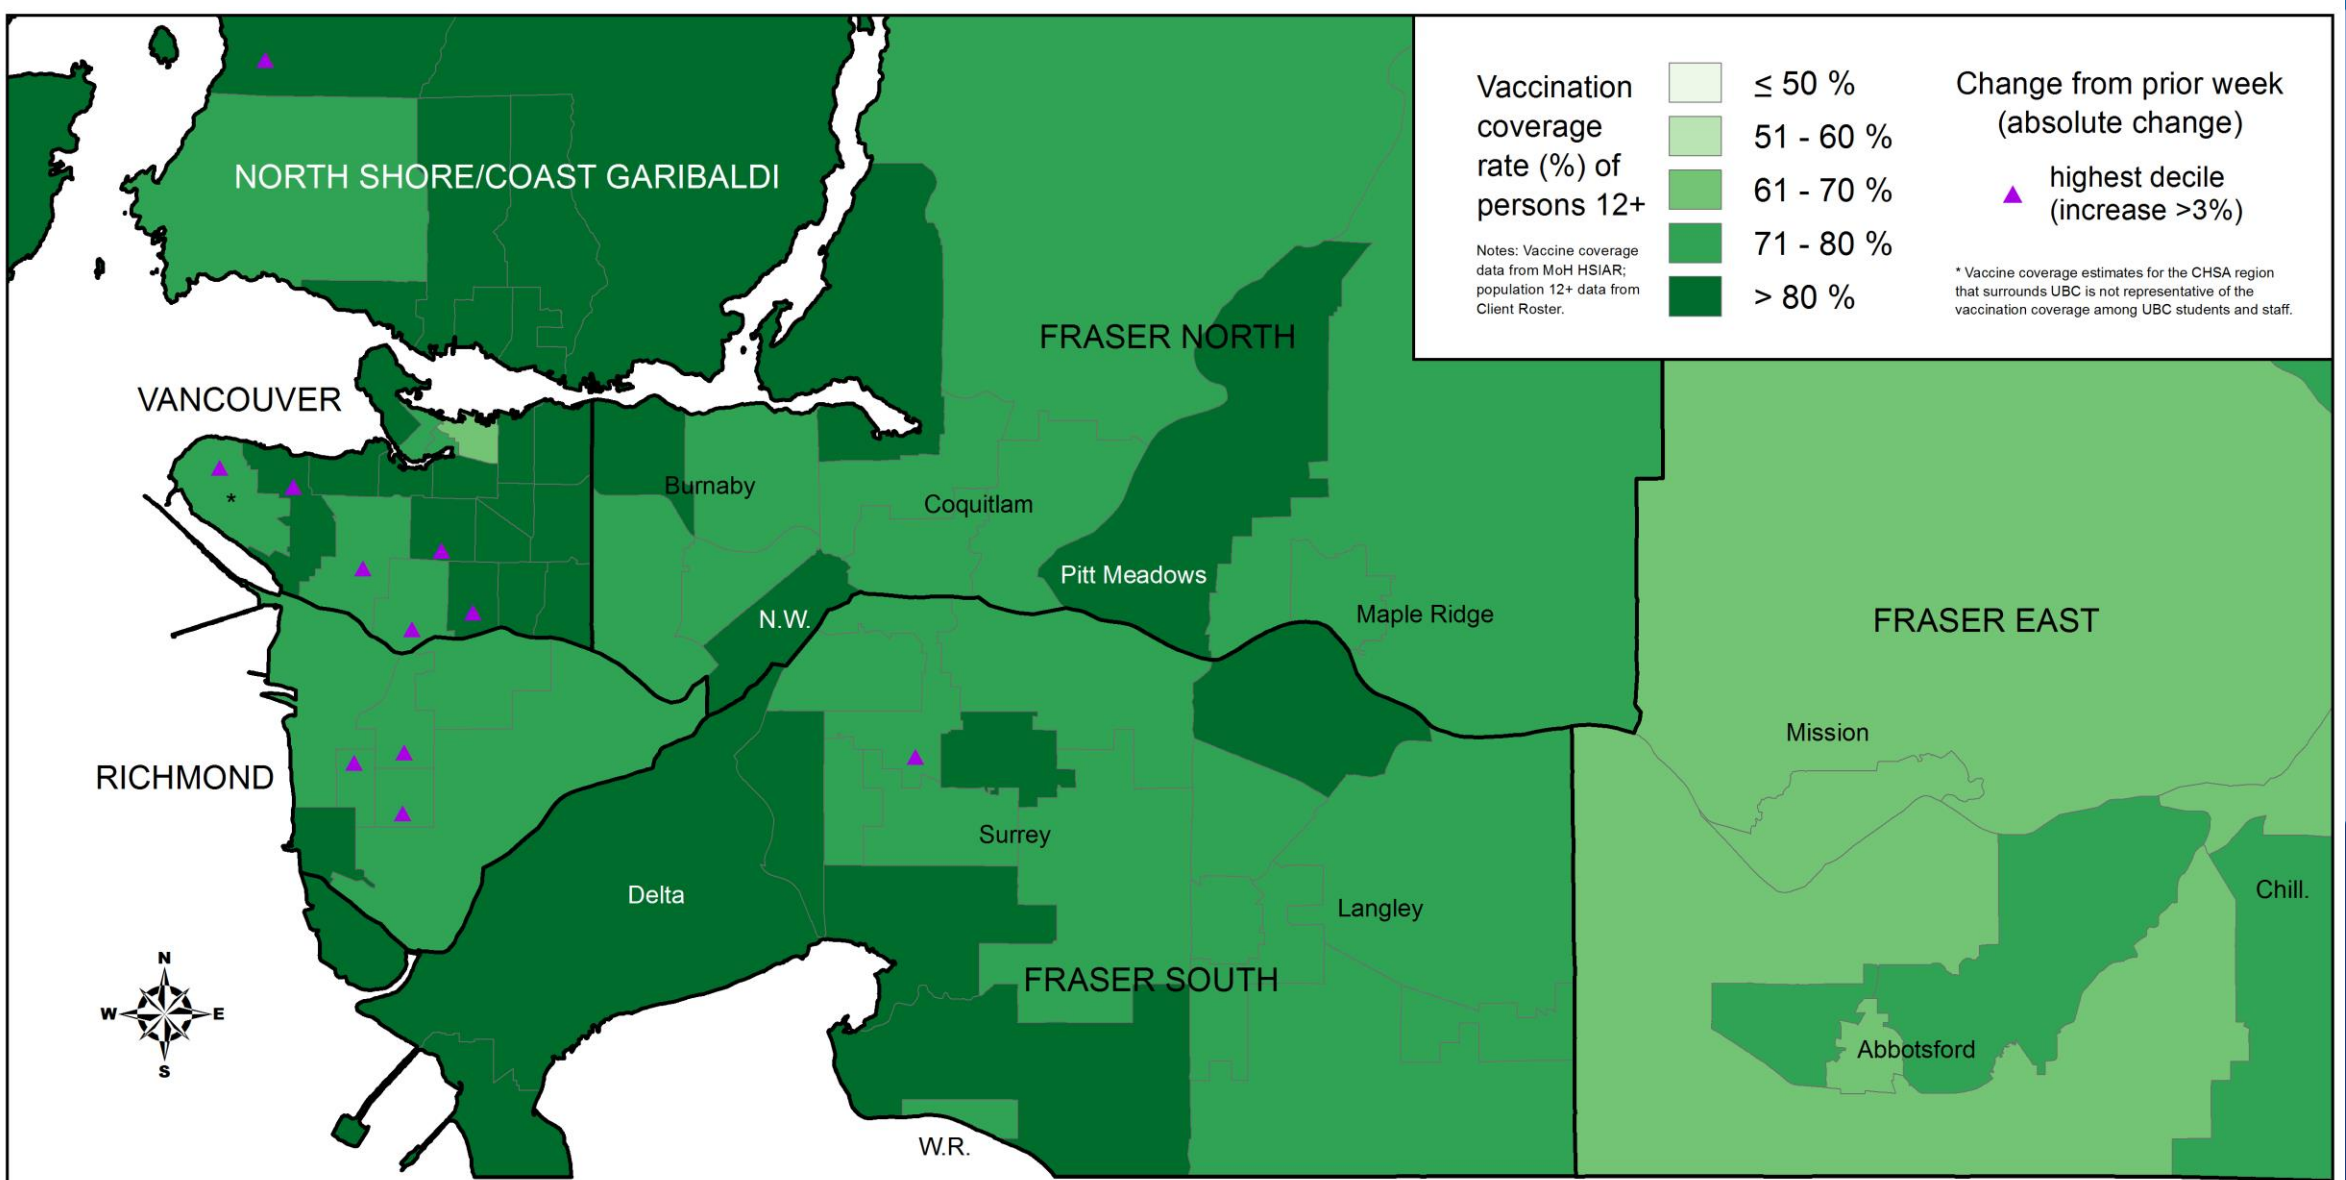 NORTH SHORE/COAST GARIBALDI
VANCOUVER
FRASER NORTH
Burnaby
Coquitlam
*
Pitt Meadows
N.W.
Maple Ridge
FRASER EAST
Mission
RICHMOND
Surrey
Delta
Langley
Chill.
FRASER SOUTH
Abbotsford
W.R.
N
W
E
S
Vaccination
coverage
rate (%) of
persons 12+
Notes: Vaccine coverage
data from MoH HSIAR;
population 12+ data from
Client Roster.
≤ 50 %
51 - 60 %
61 - 70 %
71 - 80 %
> 80 %
Change from prior week
(absolute change)
highest decile
(increase >3%)
* Vaccine coverage estimates for the CHSA region
that surrounds UBC is not representative of the
vaccination coverage among UBC students and staff.